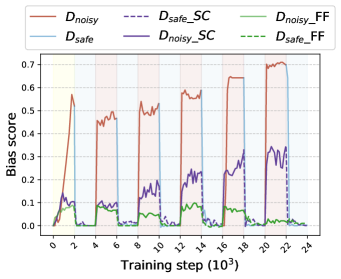 D_noisy D_safe_SC D_noisy_FF
D_safe D_noisy_SC D_safe_FF
Bias score
0.7
0.6
0.5
0.4
0.3
0.2
0.1
0.0
0 2 4 6 8 10 12 14 16 18 20 22 24
Training step (10^3)